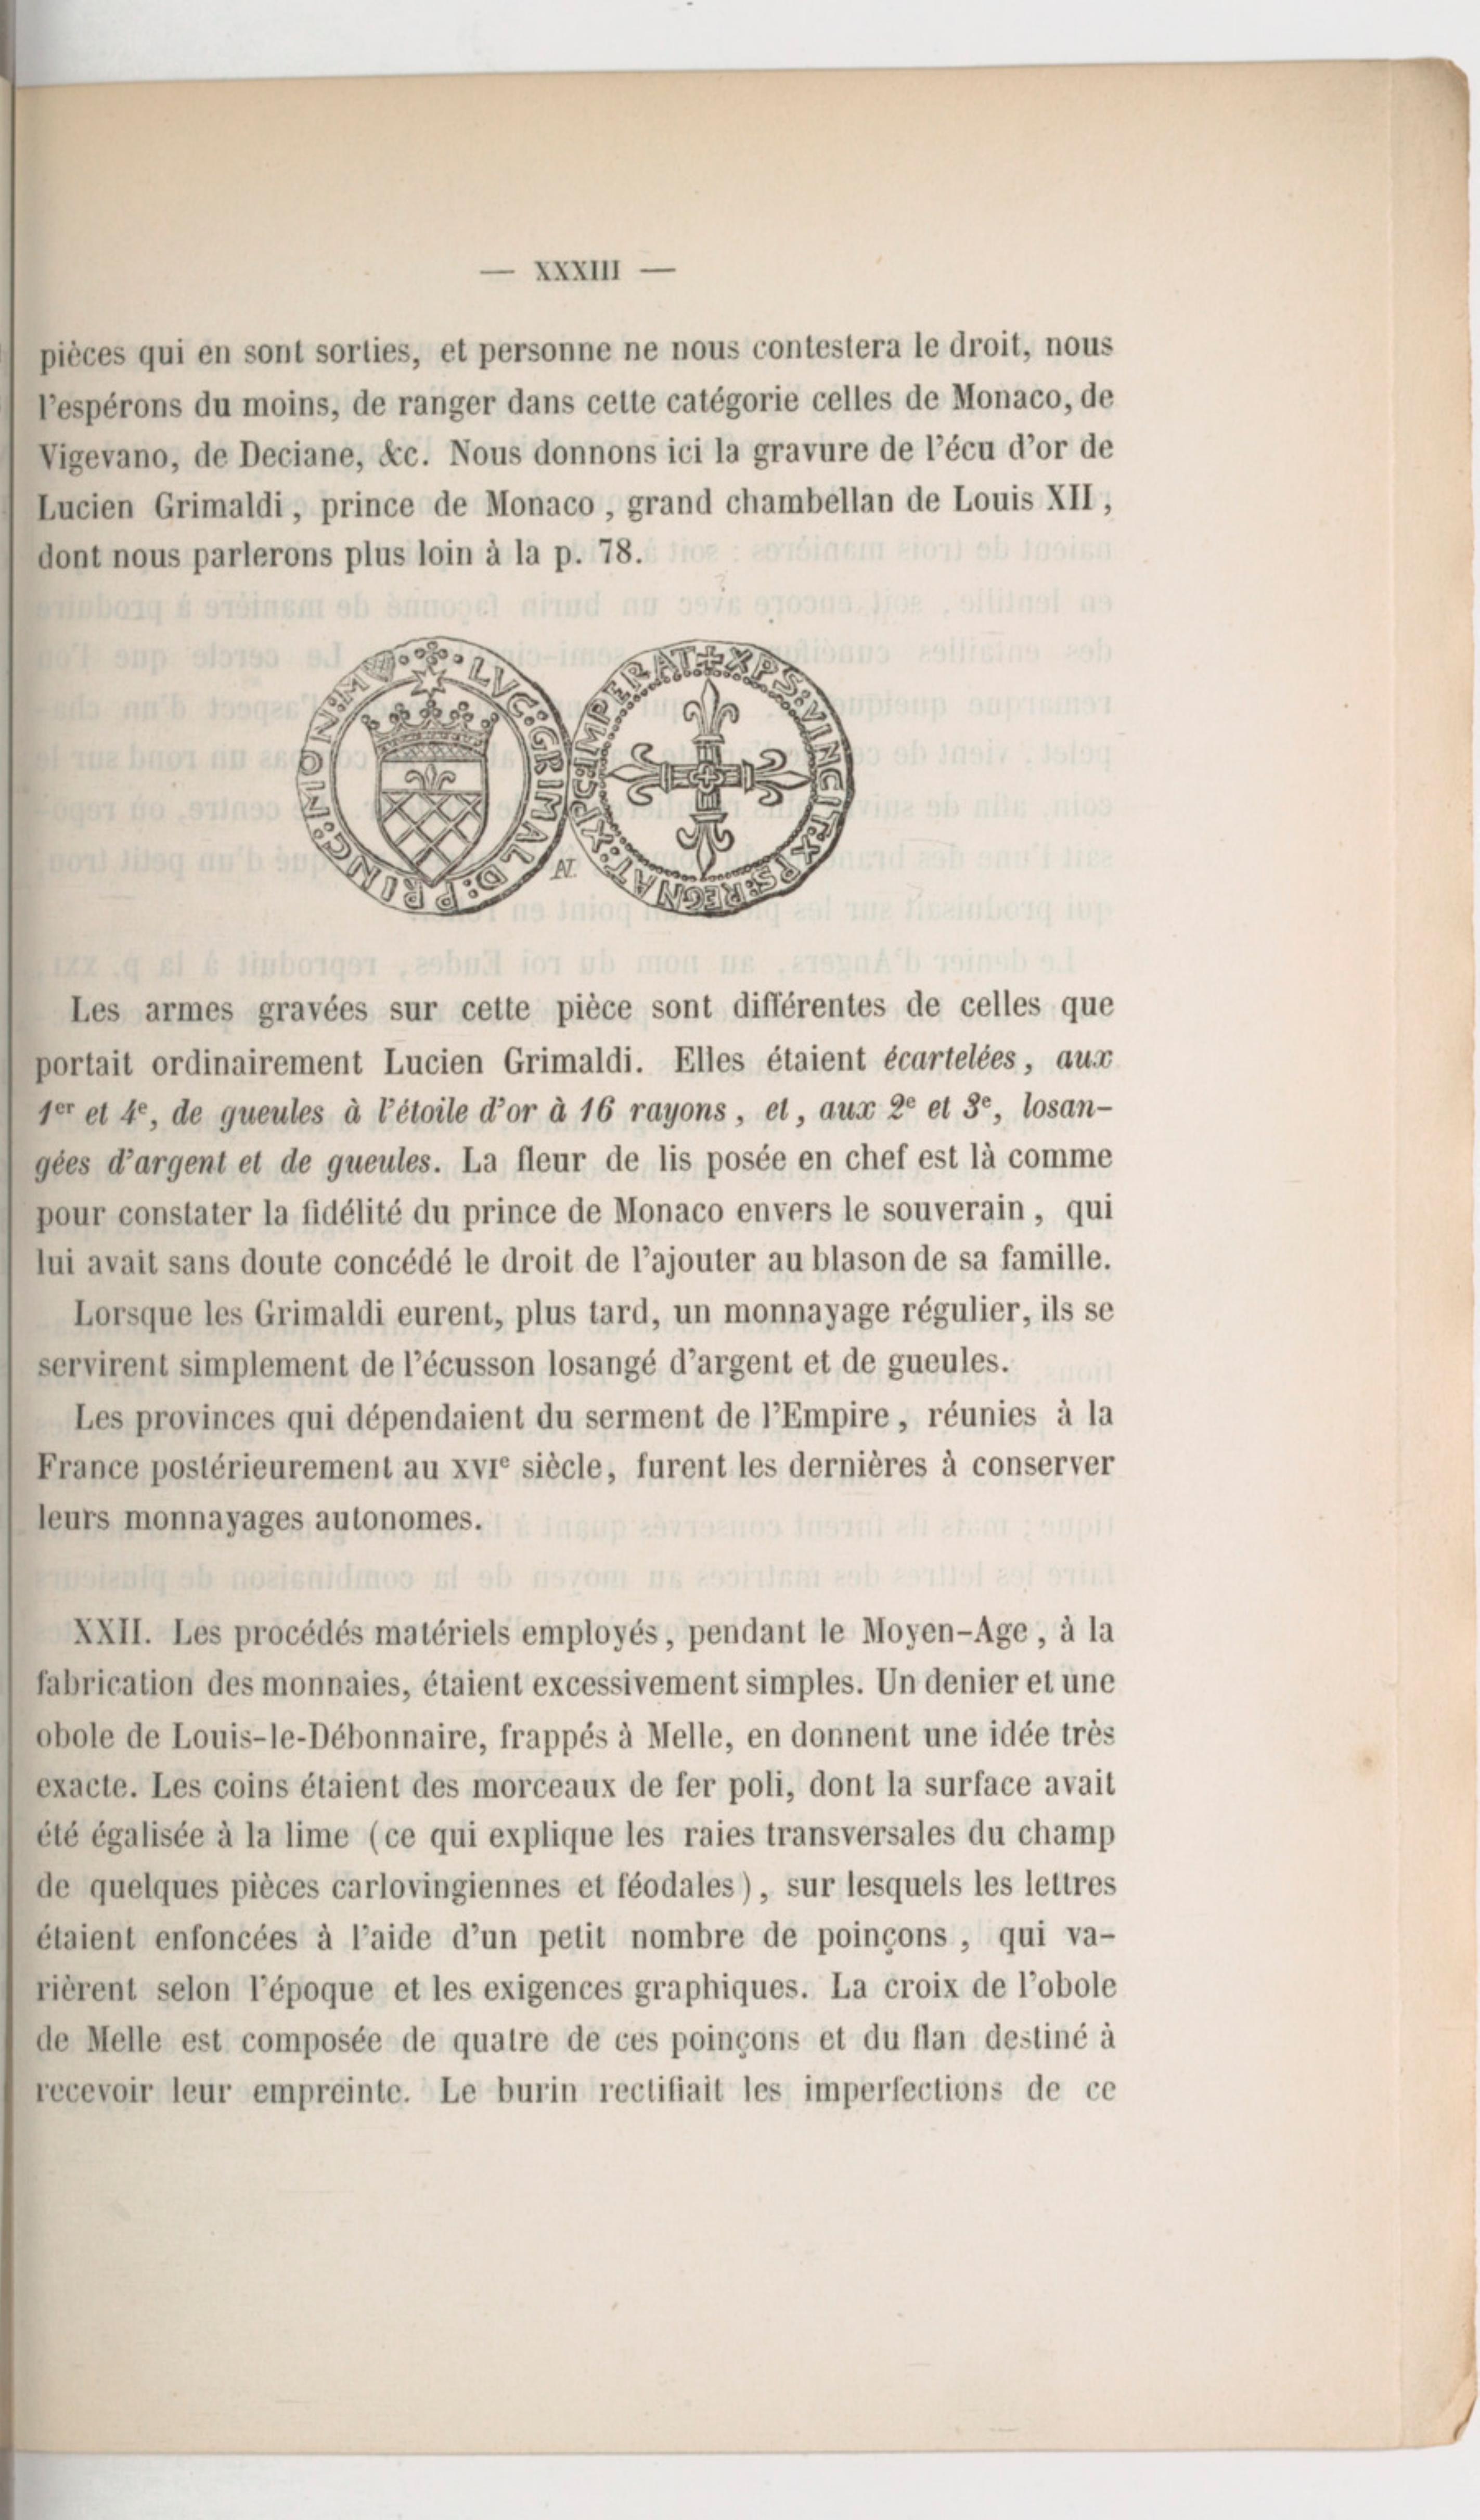 — XXXIII —
pièces qui en sont sorties, et personne ne nous contestera le droit, nous
l'espérons du moins, de ranger dans cette catégorie celles de Monaco, de
Vigevano, de Deciane, &c. Nous donnons ici la gravure de l'écu d'or de
Lucien Grimaldi, prince de Monaco, grand chambellan de Louis XII,
dont nous parlerons plus loin à la p. 78.
Les armes gravées sur cette pièce sont différentes de celles que
portait ordinairement Lucien Grimaldi. Elles étaient écartelées, aux
1er et 4e, de gueules à l'étoile d'or à 16 rayons, et, aux 2e et 3e, losan-
gées d'argent et de gueules. La fleur de lis posée en chef est là comme
pour constater la fidélité du prince de Monaco envers le souverain, qui
lui avait sans doute concédé le droit de l'ajouter au blason de sa famille.
Lorsque les Grimaldi eurent, plus tard, un monnayage régulier, ils se
servirent simplement de l'écusson losangé d'argent et de gueules.
Les provinces qui dépendaient du serment de l'Empire, réunies à la
France postérieurement au XVIe siècle, furent les dernières à conserver
leurs monnayages autonomes.
XXII. Les procédés matériels employés, pendant le Moyen-Age, à la
fabrication des monnaies, étaient excessivement simples. Un denier et une
obole de Louis-le-Débonnaire, frappés à Melle, en donnent une idée très
exacte. Les coins étaient des morceaux de fer poli, dont la surface avait
été égalisée à la lime (ce qui explique les raies transversales du champ
de quelques pièces carlovingiennes et féodales), sur lesquels les lettres
étaient enfoncées à l'aide d'un petit nombre de poinçons, qui va-
rièrent selon l'époque et les exigences graphiques. La croix de l'obole
de Melle est composée de quatre de ces poinçons et du flan destiné à
recevoir leur empreinte. Le burin rectifiait les imperfections de ce